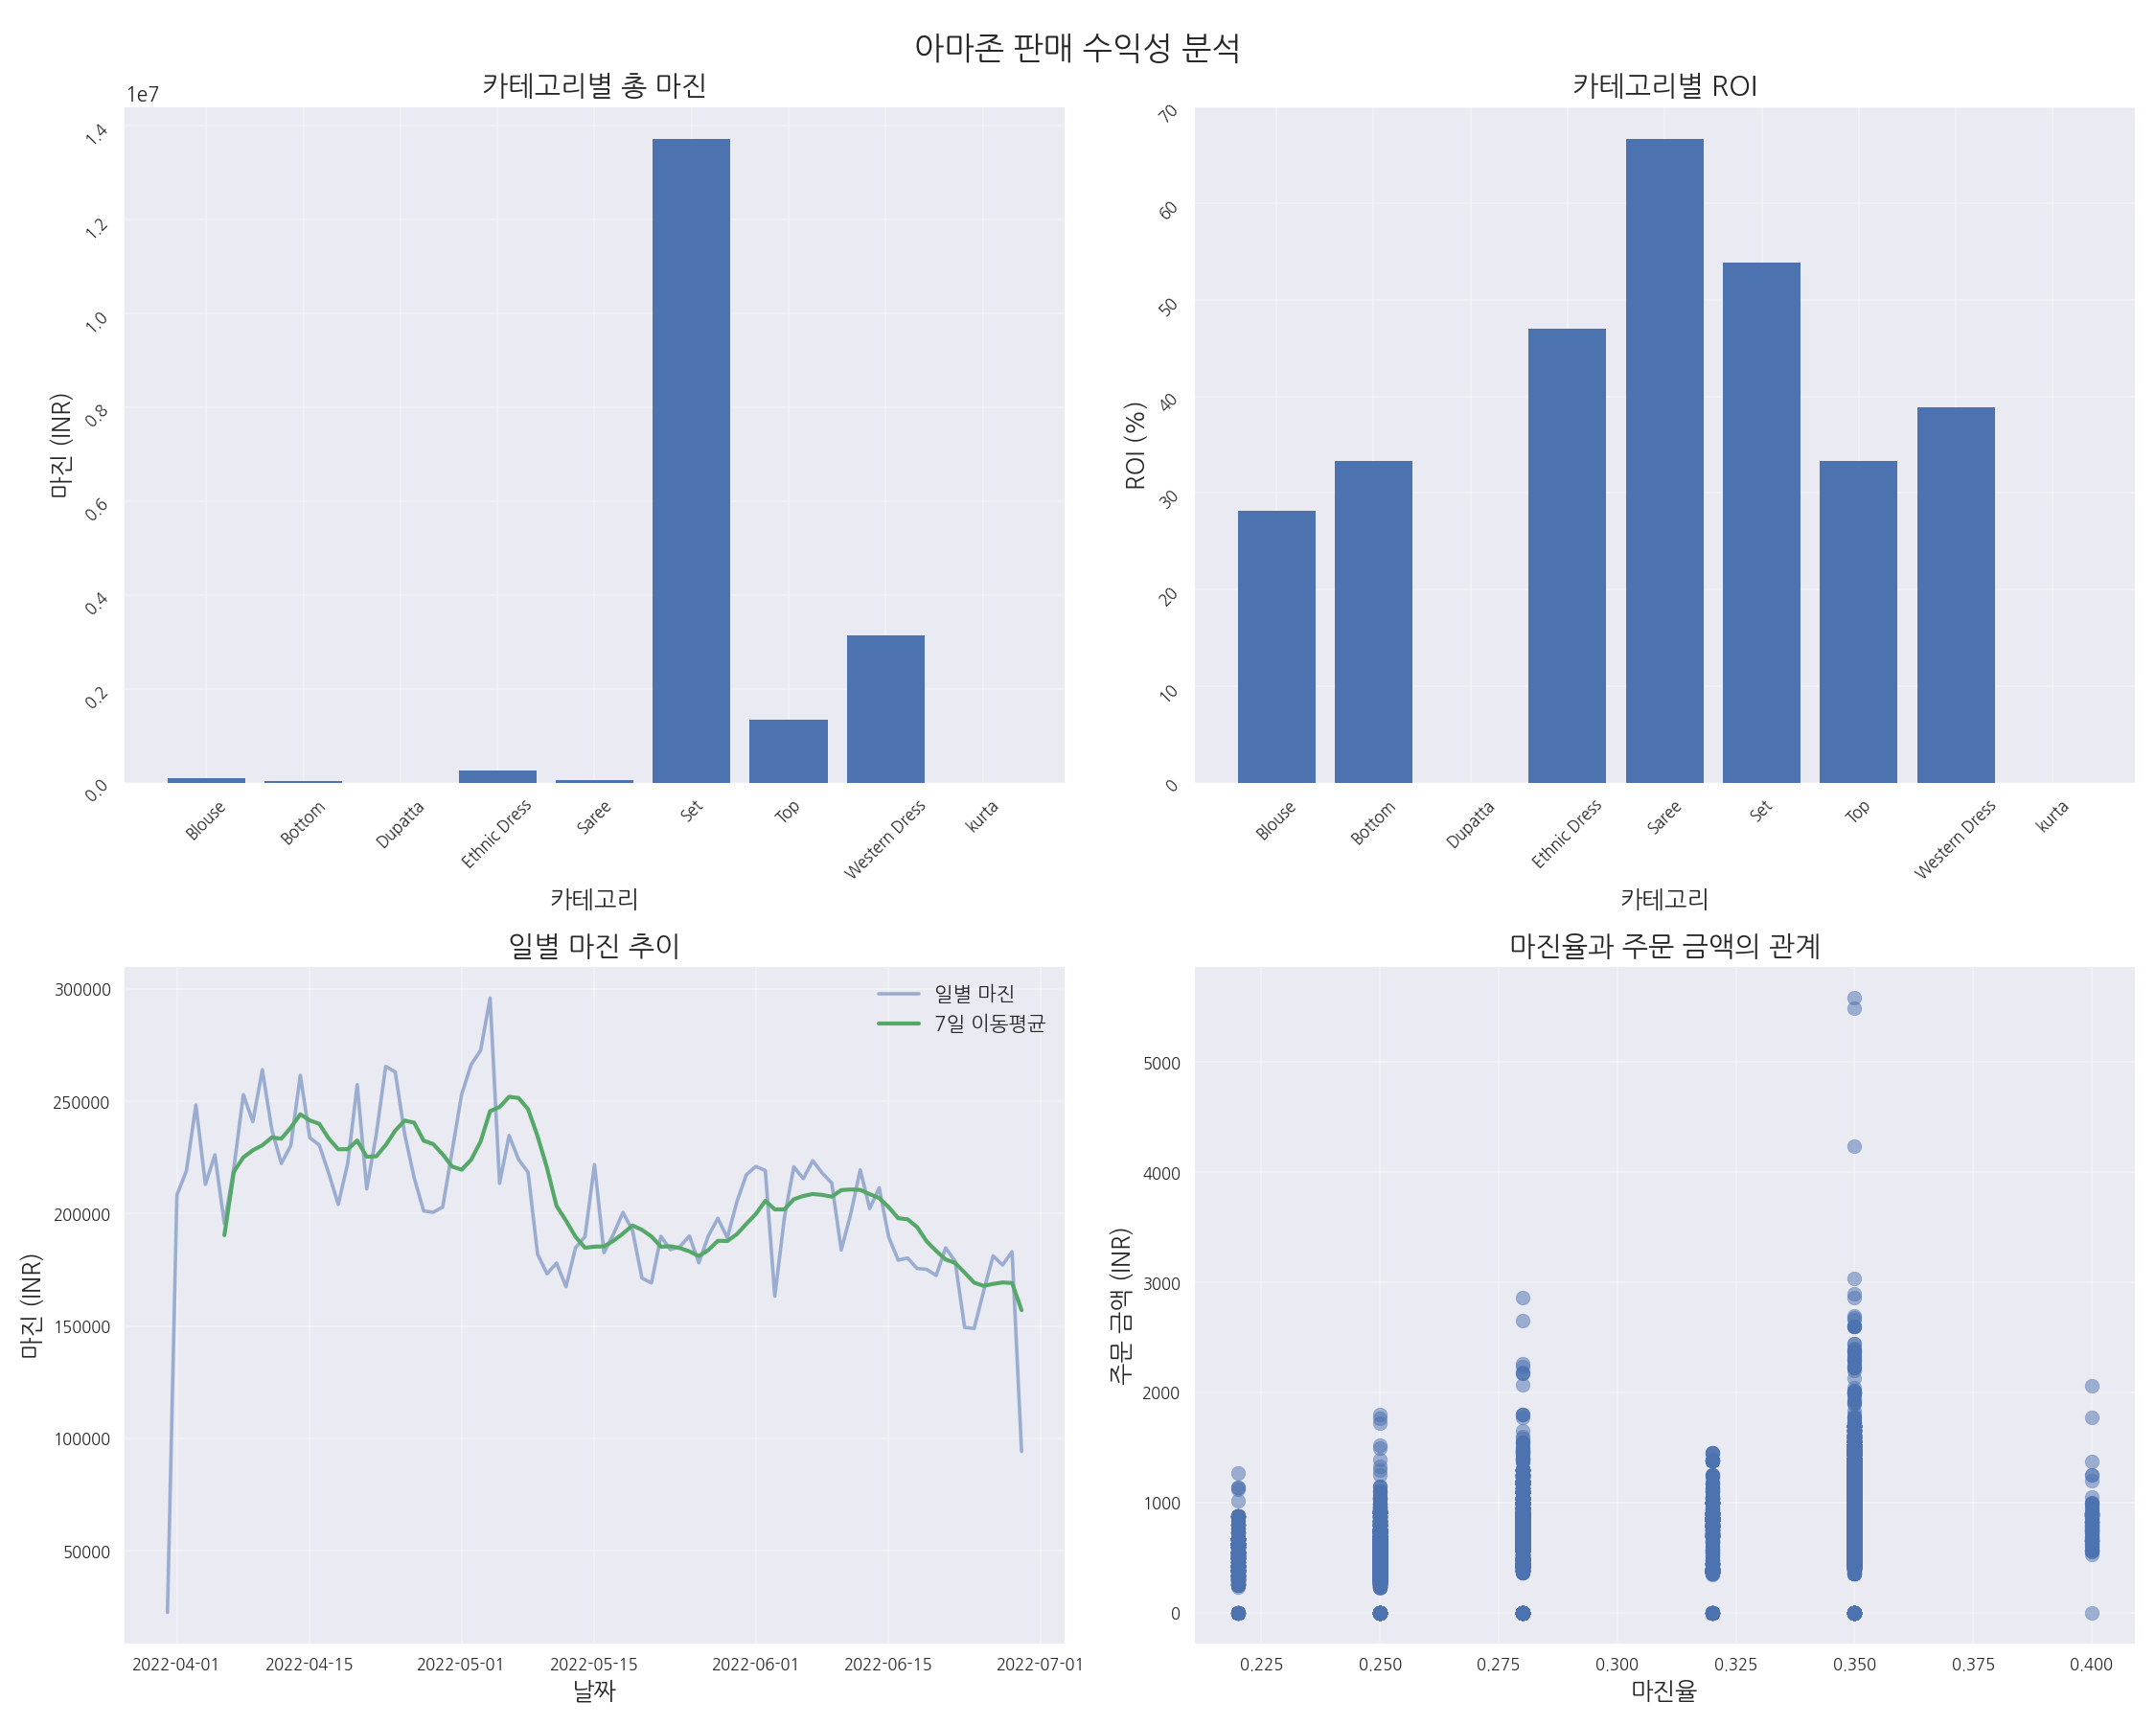 아마존 판매 수익성 분석
카테고리별 총 마진
1e7
1.4
1.2
1.0
0.8
0.6
0.4
0.2
0.0
마진 (INR)
Blouse
Bottom
Dupatta
Ethnic Dress
Saree
Set
Top
Western Dress
kurta
카테고리
카테고리별 ROI
70
60
50
40
30
20
10
0
ROI (%)
Blouse
Bottom
Dupatta
Ethnic Dress
Saree
Set
Top
Western Dress
kurta
카테고리
일별 마진 추이
일별 마진
7일 이동평균
300000
250000
200000
150000
100000
50000
마진 (INR)
2022-04-01
2022-04-15
2022-05-01
2022-05-15
2022-06-01
2022-06-15
2022-07-01
날짜
마진율과 주문 금액의 관계
5000
4000
3000
2000
1000
0
주문 금액 (INR)
0.225
0.250
0.275
0.300
0.325
0.350
0.375
0.400
마진율